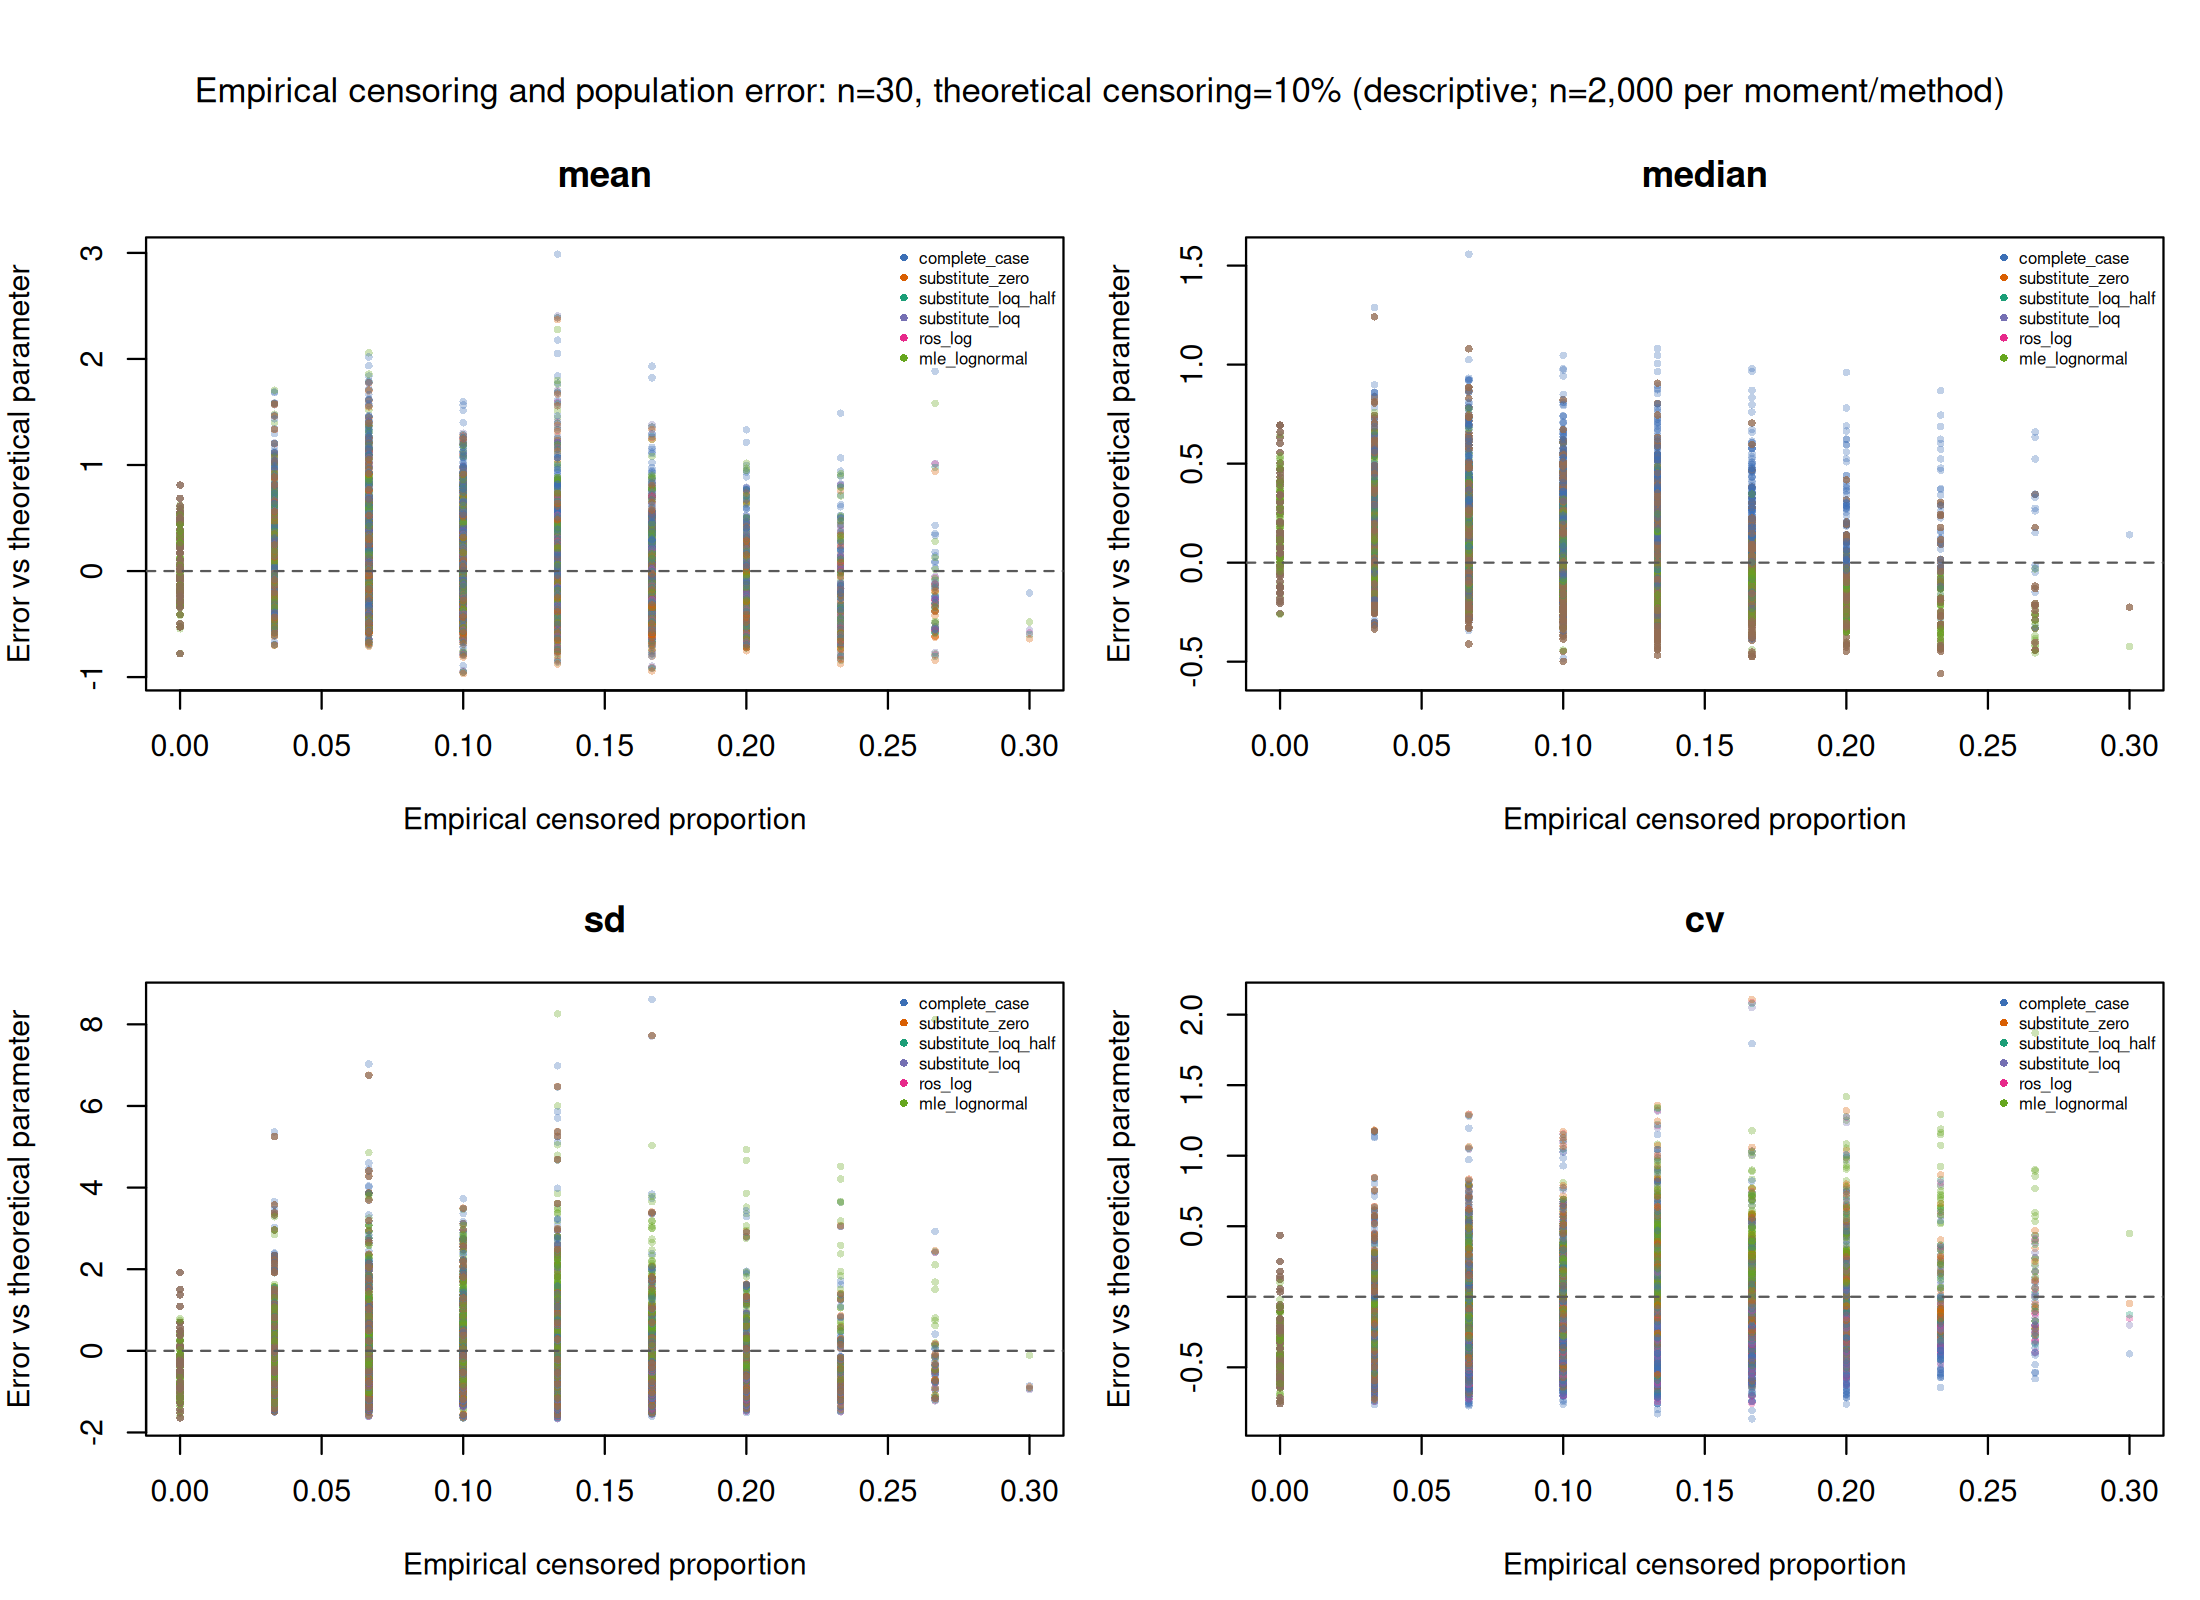 Empirical censoring and population error: n=30, theoretical censoring=10% (descriptive; n=2,000 per moment/method)
mean
Error vs theoretical parameter
3
2
1
0
-1
complete_case
substitute_zero
substitute_loq_half
substitute_loq
ros_log
mle_lognormal
0.00 0.05 0.10 0.15 0.20 0.25 0.30
Empirical censored proportion
median
Error vs theoretical parameter
1.5
1.0
0.5
0.0
-0.5
complete_case
substitute_zero
substitute_loq_half
substitute_loq
ros_log
mle_lognormal
0.00 0.05 0.10 0.15 0.20 0.25 0.30
Empirical censored proportion
sd
Error vs theoretical parameter
8
6
4
2
0
-2
complete_case
substitute_zero
substitute_loq_half
substitute_loq
ros_log
mle_lognormal
0.00 0.05 0.10 0.15 0.20 0.25 0.30
Empirical censored proportion
cv
Error vs theoretical parameter
2.0
1.5
1.0
0.5
-0.5
complete_case
substitute_zero
substitute_loq_half
substitute_loq
ros_log
mle_lognormal
0.00 0.05 0.10 0.15 0.20 0.25 0.30
Empirical censored proportion